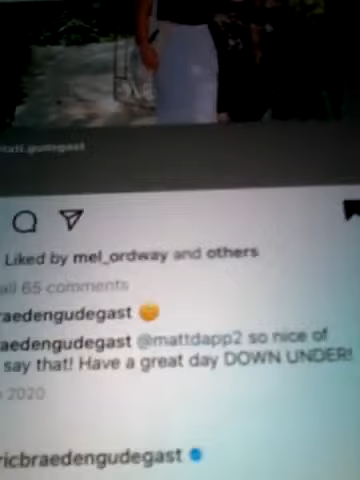 Liked by mel_ordway and others
all 65 comments
raedengudegast
aedengudegast @mattdapp2 so nice of
say that! Have a great day DOWN UNDER!
2020
ricbraedengudegast